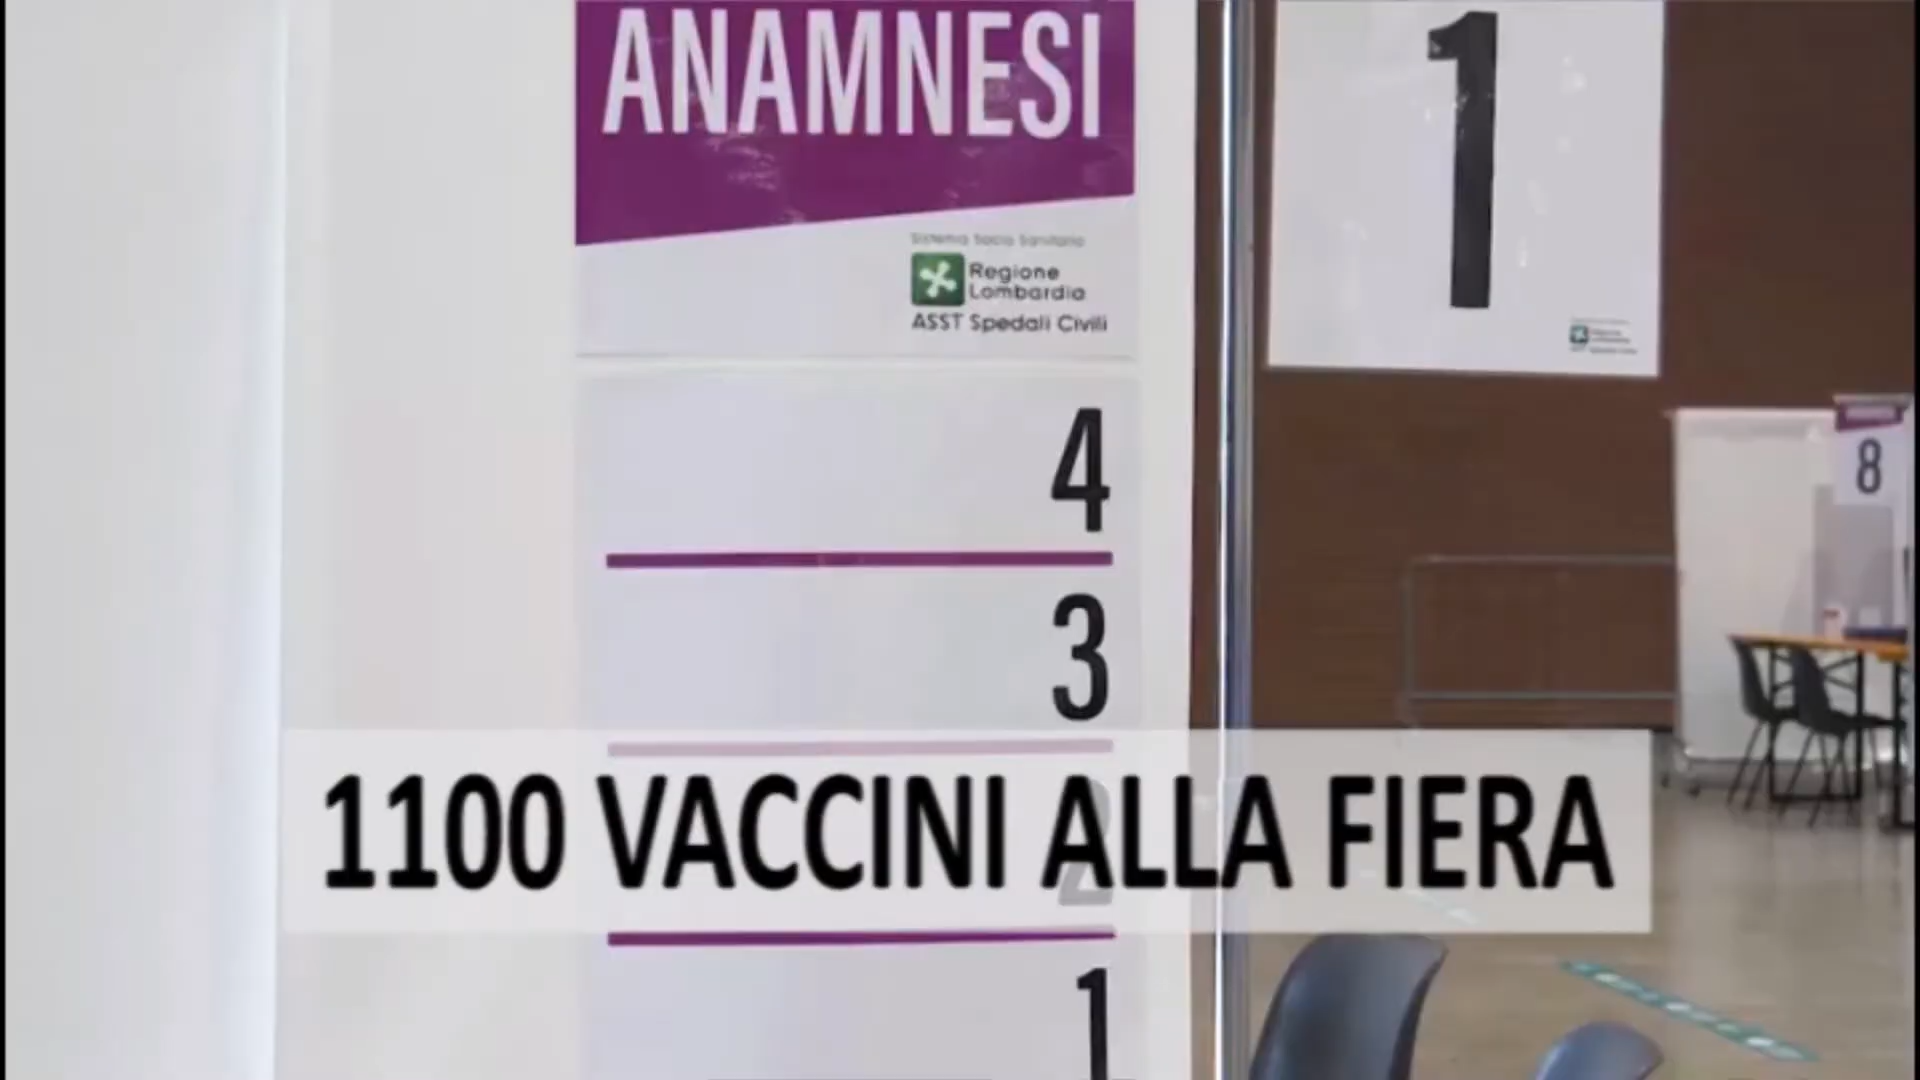 ANAMNESI
Sistema Socio Sanitario
Regione
Lombardia
ASST Spedali Civili
4
3
2
1
1
8
1100 VACCINI ALLA FIERA